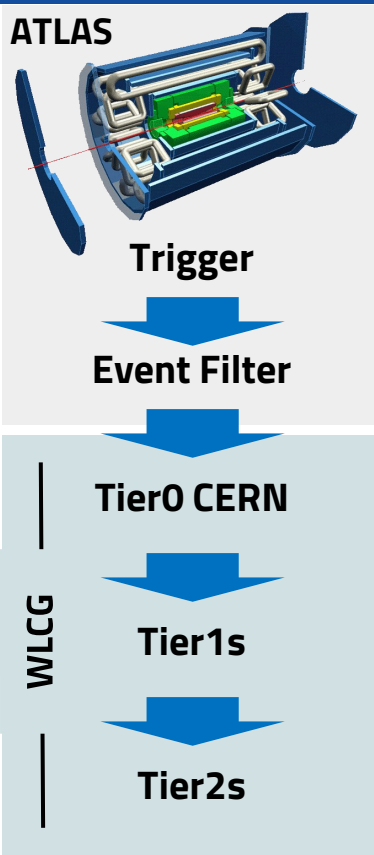 ATLAS
Trigger
Event Filter
Tier0 CERN
WLCG
Tier1s
Tier2s